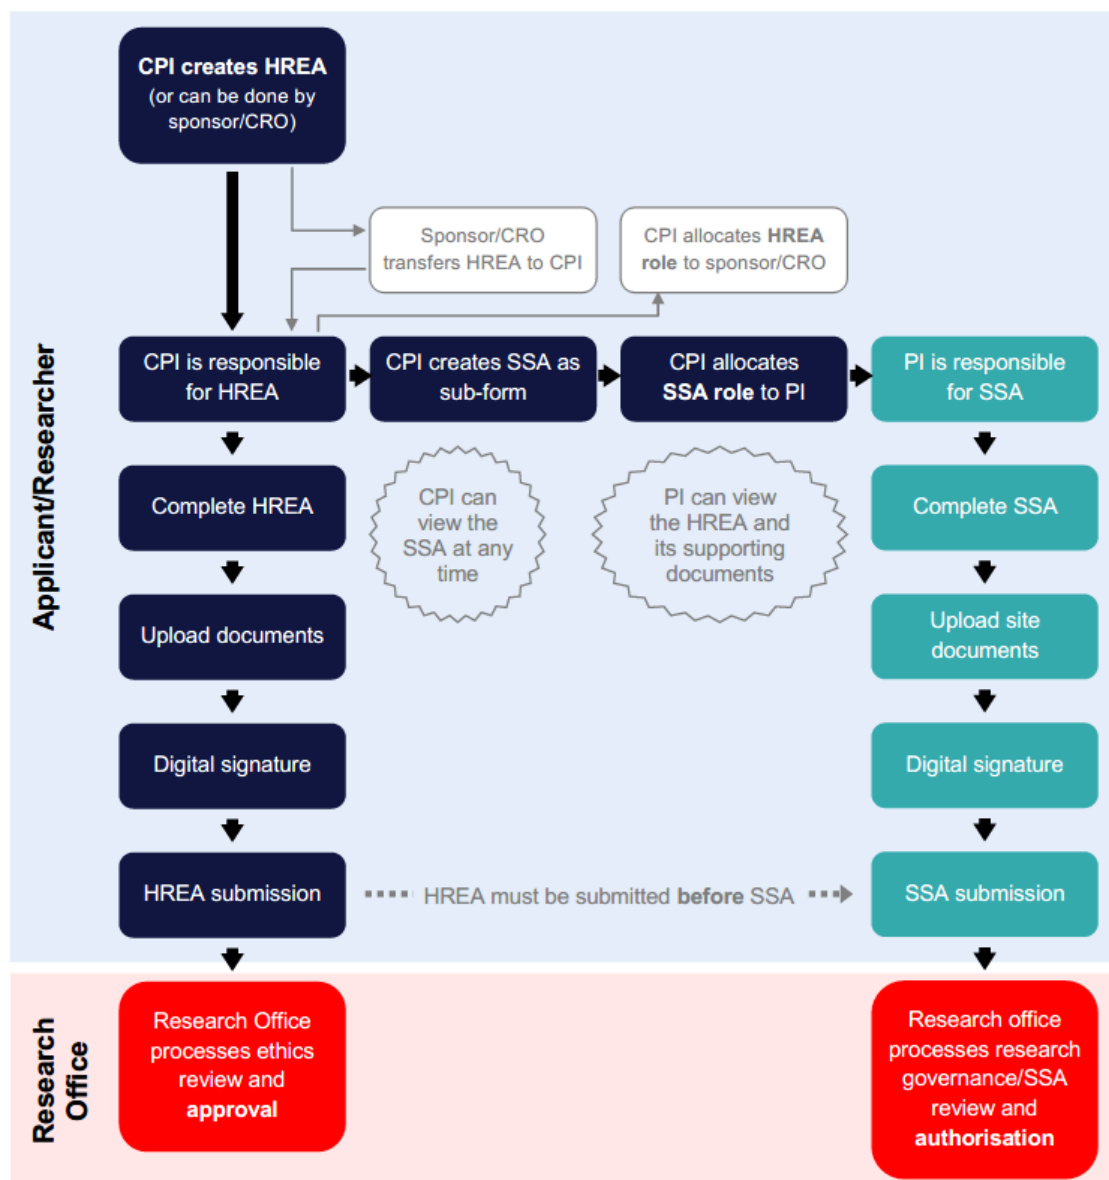 CPI creates HREA
(or can be done by
sponsor/CRO)
Sponsor/CRO
transfers HREA to CPI
CPI allocates HREA
role to sponsor/CRO
Applicant/Researcher
CPI is responsible
for HREA
CPI creates SSA as
sub-form
CPI allocates
SSA role to PI
PI is responsible
for SSA
Complete HREA
CPI can
view the
SSA at any
time
PI can view
the HREA and
its supporting
documents
Complete SSA
Upload documents
Upload site
documents
Digital signature
Digital signature
HREA submission
HREA must be submitted before SSA
SSA submission
Research
Office
Research Office
processes ethics
review and
approval
Research office
processes research
governance/SSA
review and
authorisation